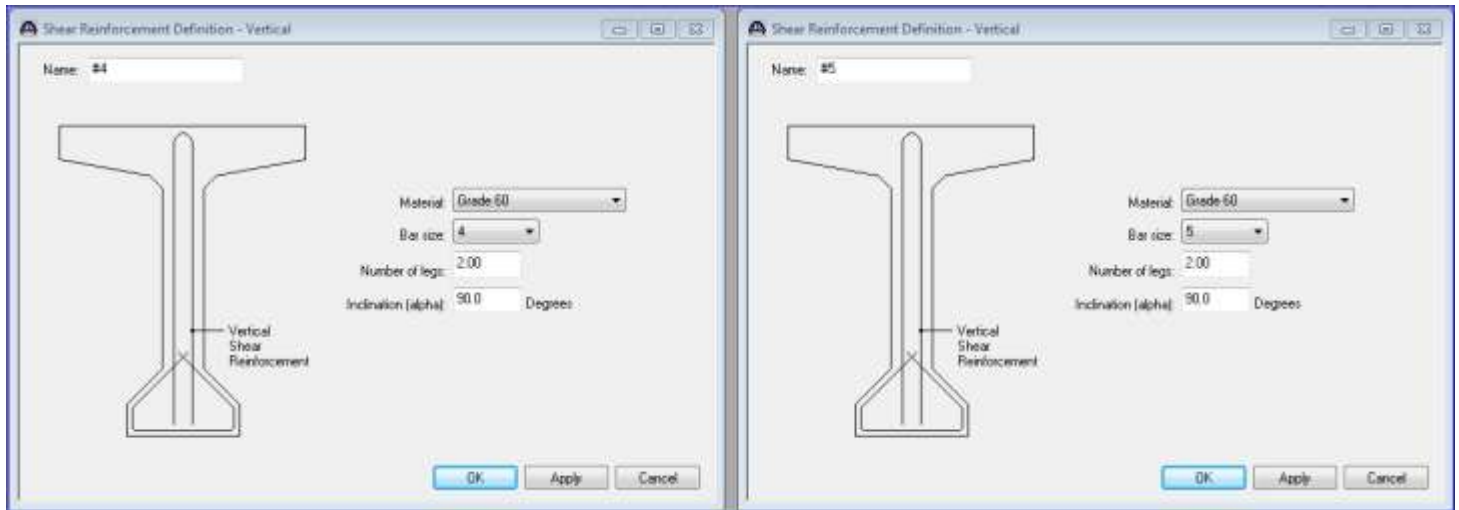 Shear Reinforcement Definition - Vertical
Name: #4
Material: Grade 60
Bar size: 4
Number of legs: 2.00
Inclination (alpha): 90.0 Degrees
Vertical
Shear
Reinforcement
OK Apply Cancel
Shear Reinforcement Definition - Vertical
Name: #5
Material: Grade 60
Bar size: 5
Number of legs: 2.00
Inclination (alpha): 90.0 Degrees
Vertical
Shear
Reinforcement
OK Apply Cancel